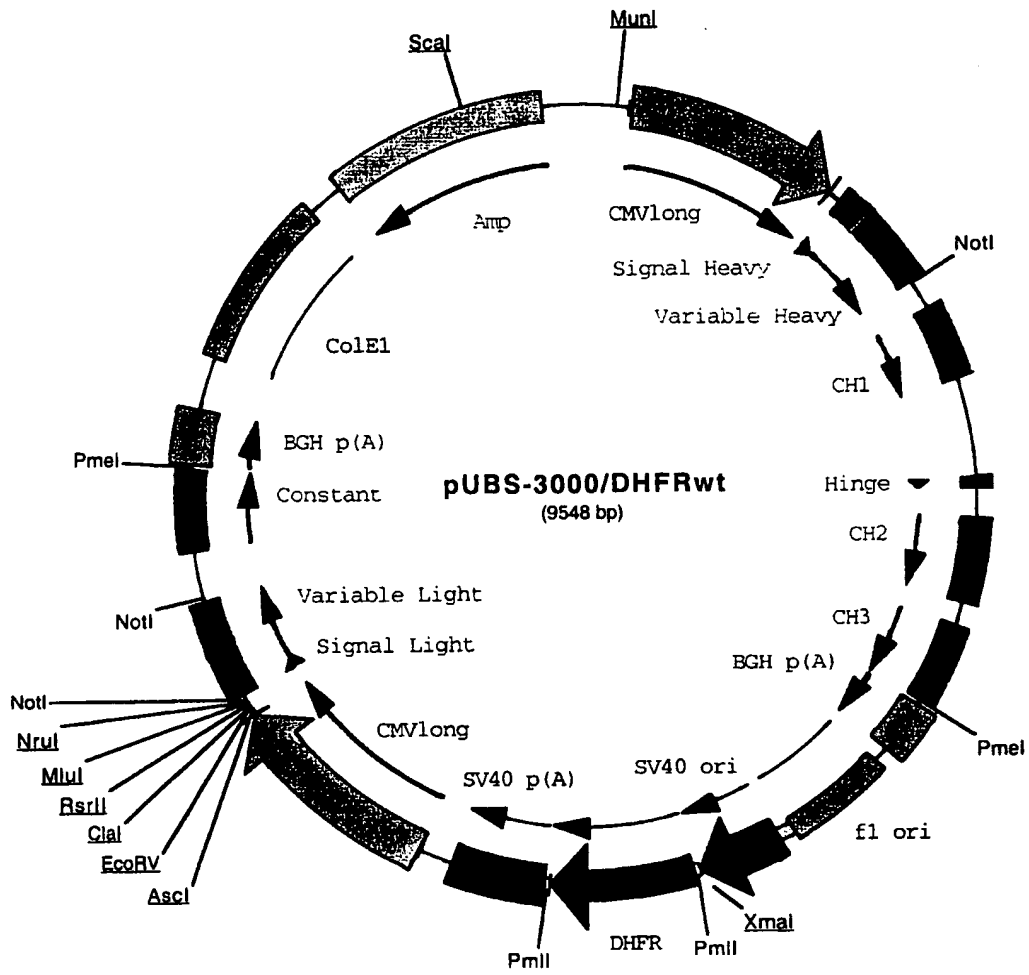 MunI
ScaI
Amp
CMVlong
Signal Heavy
NotI
Variable Heavy
ColE1
CH1
BGH p(A)
PmeI
pUBS-3000/DHFRwt
Hinge
Constant
(9548 bp)
CH2
Variable Light
CH3
NotI
Signal Light
BGH p(A)
NotI
CMVlong
PmeI
NruI
SV40 p(A)
SV40 ori
MluI
RsrII
ClaI
f1 ori
EcoRV
AscI
XmaI
DHFR
PmlI
PmlI